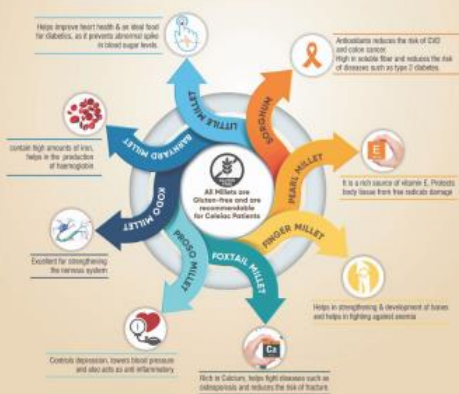 Helps improve heart health & an ideal food
for diabetics, as it prevents abnormal spike
in blood sugar levels.
LITTLE MILLET
Antioxidants reduces the risk of CVD
and colon cancer.
High in soluble fiber and reduces the risk
of diseases such as type 2 diabetes.
SORGHUM
contain high amounts of iron,
helps in the production
of haemoglobin
BARNYARD MILLET
E
It is a rich source of vitamin E, Protects
body tissue from free radicals damage
PEARL MILLET
GLUTEN
FREE
All Millets are
Gluten-free and are
recommendable
for Celeiac Patients
Excellent for strengthening
the nervous system
KODO MILLET
Helps in strengthening & development of bones
and helps in fighting against anemia
FINGER MILLET
Controls depression, lowers blood pressure
and also acts as anti inflammatory
PROSO MILLET
Ca
Rich in Calcium, helps fight diseases such as
osteoporosis and reduces the risk of fracture.
FOXTAIL MILLET